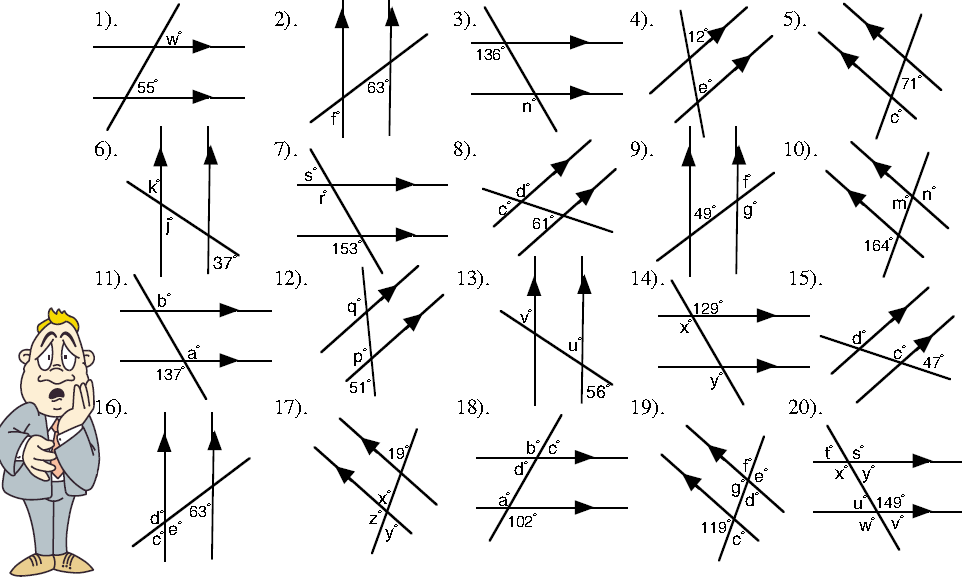 1). w° 55°
2). 63° f°
3). 136° n°
4). 12° e°
5). 71° c°
6). k° j° 37°
7). s° r° 153°
8). d° c° 61°
9). f° 49° g°
10). m° n° 164°
11). b° a° 137°
12). q° p° 51°
13). v° u° 56°
14). 129° x° y°
15). d° c° 47°
16). 63° d° c° e°
17). 19° x° z° y°
18). b° c° d° a° 102°
19). f° e° g° d° 119° c°
20). t° s° x° y° u° 149° w° v°